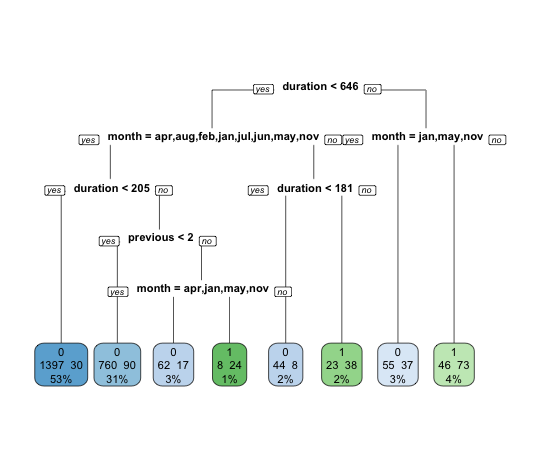 yes duration < 646 no
yes month = apr,aug,feb,jan,jul,jun,may,nov no yes month = jan,may,nov no
yes duration < 205 no yes duration < 181 no
yes previous < 2 no
yes month = apr,jan,may,nov no
0 0 0 1 0 1 0 1
1397 30 760 90 62 17 8 24 44 8 23 38 55 37 46 73
53% 31% 3% 1% 2% 2% 3% 4%